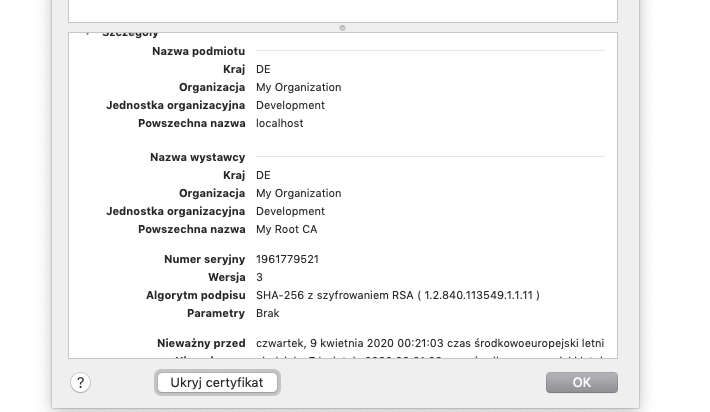 Szczegóły
Nazwa podmiotu
Kraj DE
Organizacja My Organization
Jednostka organizacyjna Development
Powszechna nazwa localhost
Nazwa wystawcy
Kraj DE
Organizacja My Organization
Jednostka organizacyjna Development
Powszechna nazwa My Root CA
Numer seryjny 1961779521
Wersja 3
Algorytm podpisu SHA-256 z szyfrowaniem RSA ( 1.2.840.113549.1.1.11 )
Parametry Brak
Nieważny przed czwartek, 9 kwietnia 2020 00:21:03 czas środkowoeuropejski letni
? Ukryj certyfikat OK